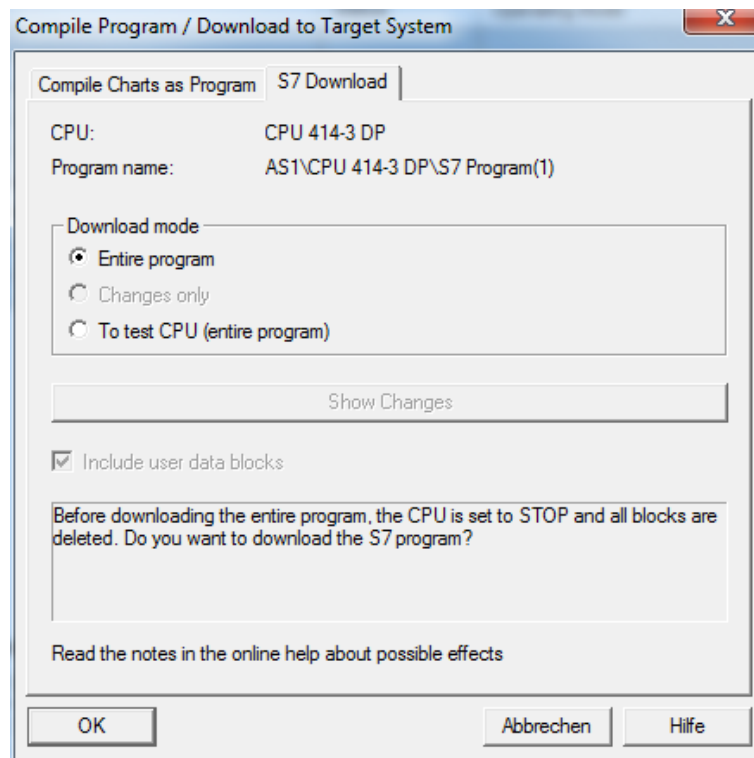 Compile Program / Download to Target System
Compile Charts as Program
S7 Download
CPU: CPU 414-3 DP
Program name: AS1\CPU 414-3 DP\S7 Program(1)
Download mode
Entire program
Changes only
To test CPU (entire program)
Show Changes
Include user data blocks
Before downloading the entire program, the CPU is set to STOP and all blocks are
deleted. Do you want to download the S7 program?
Read the notes in the online help about possible effects
OK Abbrechen Hilfe